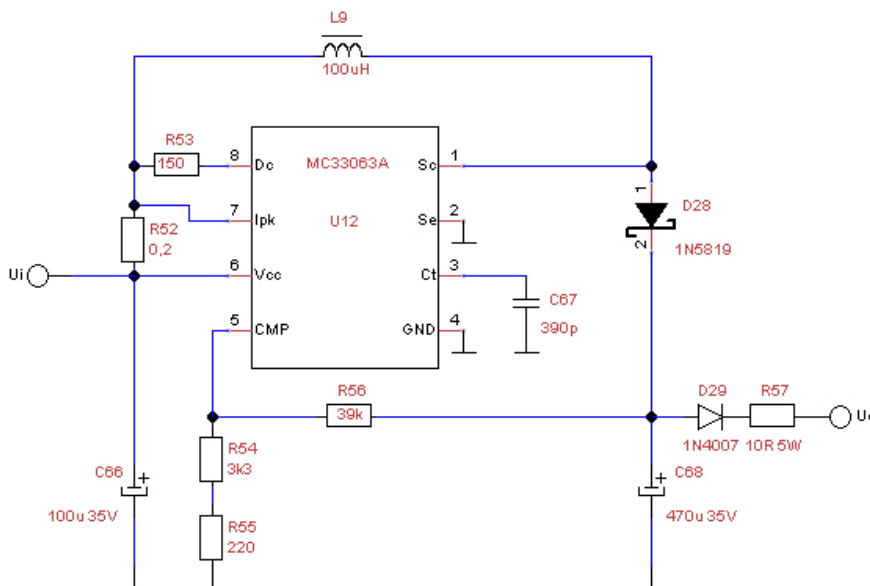 L9
100uH
R53
150
8
Dc
MC33063A
Sc
1
7
Ipk
U12
Se
2
R52
0,2
Ui
6
Vcc
Ct
3
5
CMP
GND
4
C67
390p
1
2
D28
1N5819
R56
39k
D29
1N4007
R57
10R 5W
R54
3k3
R55
220
C66
+
100u 35V
C68
+
470u 35V